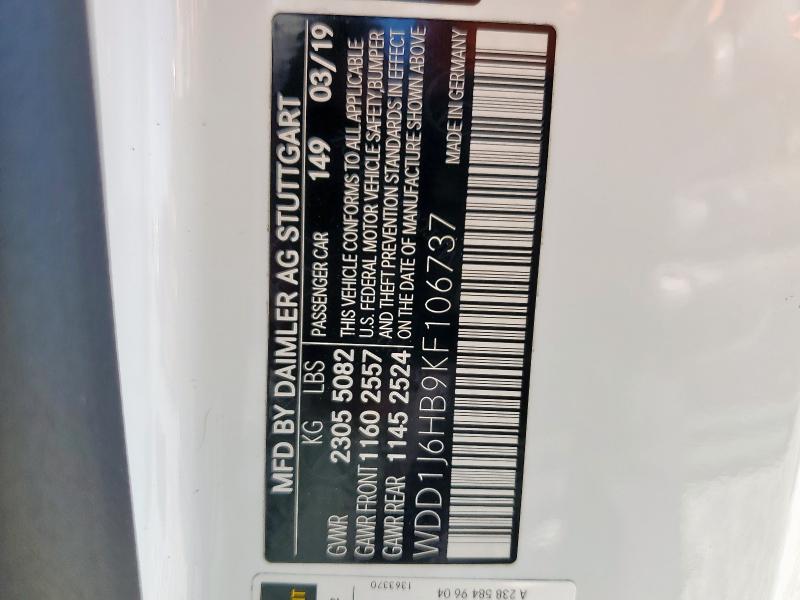 MFD BY DAIMLER AG STUTTGART
KG LBS PASSENGER CAR 149 03/19
GVWR 2305 5082 THIS VEHICLE CONFORMS TO ALL APPLICABLE
GAWR FRONT 1160 2557 U.S. FEDERAL MOTOR VEHICLE SAFETY, BUMPER
GAWR REAR 1145 2524 AND THEFT PREVENTION STANDARDS IN EFFECT
ON THE DATE OF MANUFACTURE SHOWN ABOVE
WDD1J6HB9KF106737 MADE IN GERMANY
1363370
A 238 584 96 04